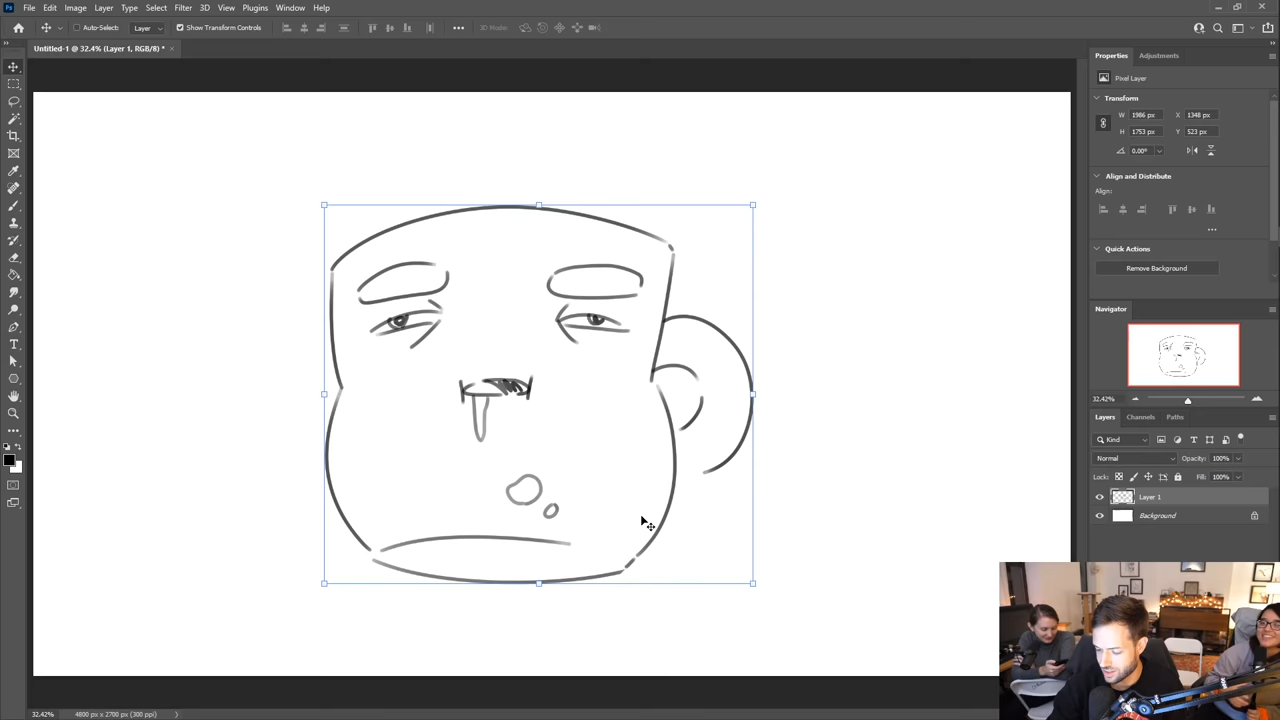 Ps File Edit Image Layer Type Select Filter 3D View Plugins Window Help
Auto-Select: Layer Show Transform Controls ••• 3D Mode:
Untitled-1 @ 32.4% (Layer 1, RGB/8) * ×
Properties Adjustments
Pixel Layer
Transform
W 1986 px X 1348 px
H 1753 px Y 523 px
0.00°
Align and Distribute
Align:
Quick Actions
Remove Background
Navigator
32.42%
Layers Channels Paths
Kind
Normal Opacity: 100%
Lock: Fill: 100%
Layer 1
Background
32.42% 4800 px x 2700 px (300 ppi)